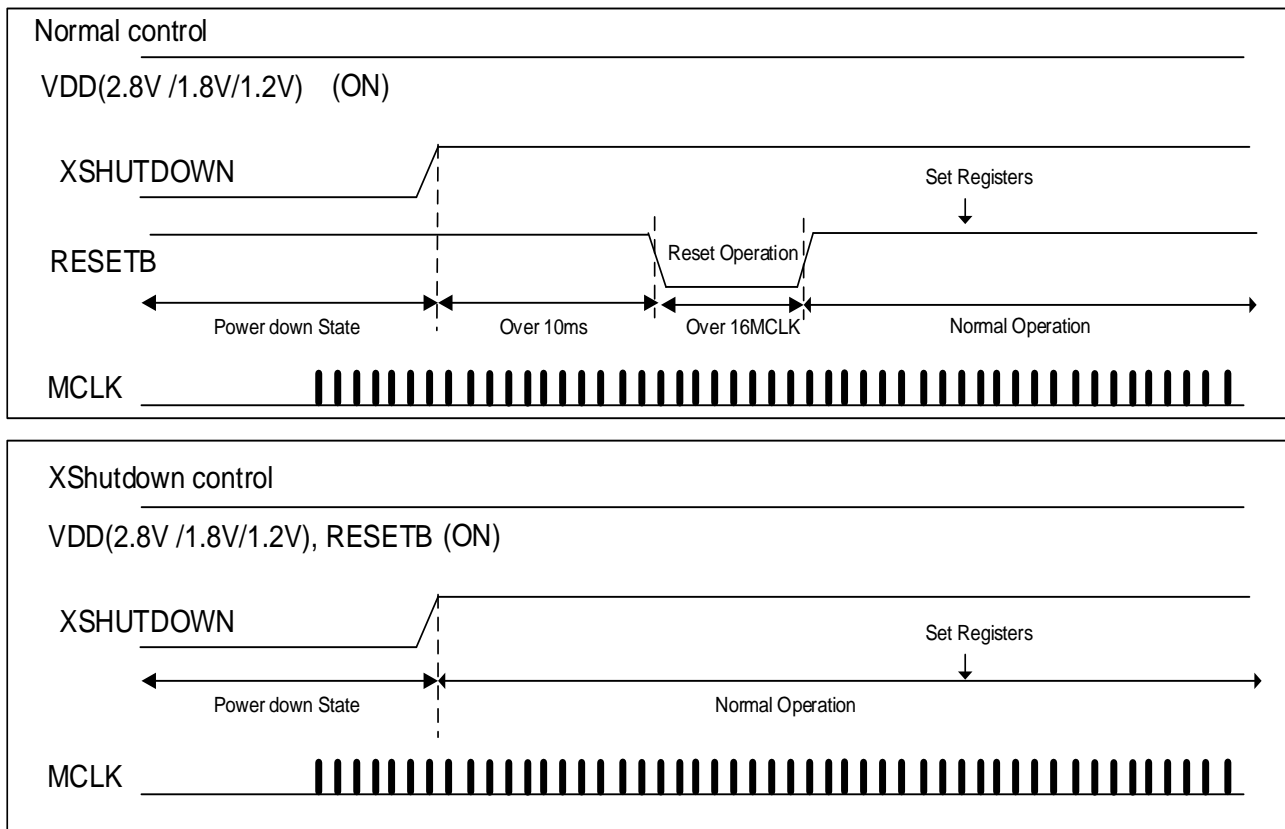 Normal control
VDD(2.8V /1.8V/1.2V) (ON)
XSHUTDOWN
Set Registers
RESETB
Reset Operation
Power down State
Over 10ms
Over 16MCLK
Normal Operation
MCLK
XShutdown control
VDD(2.8V /1.8V/1.2V), RESETB (ON)
XSHUTDOWN
Set Registers
Power down State
Normal Operation
MCLK